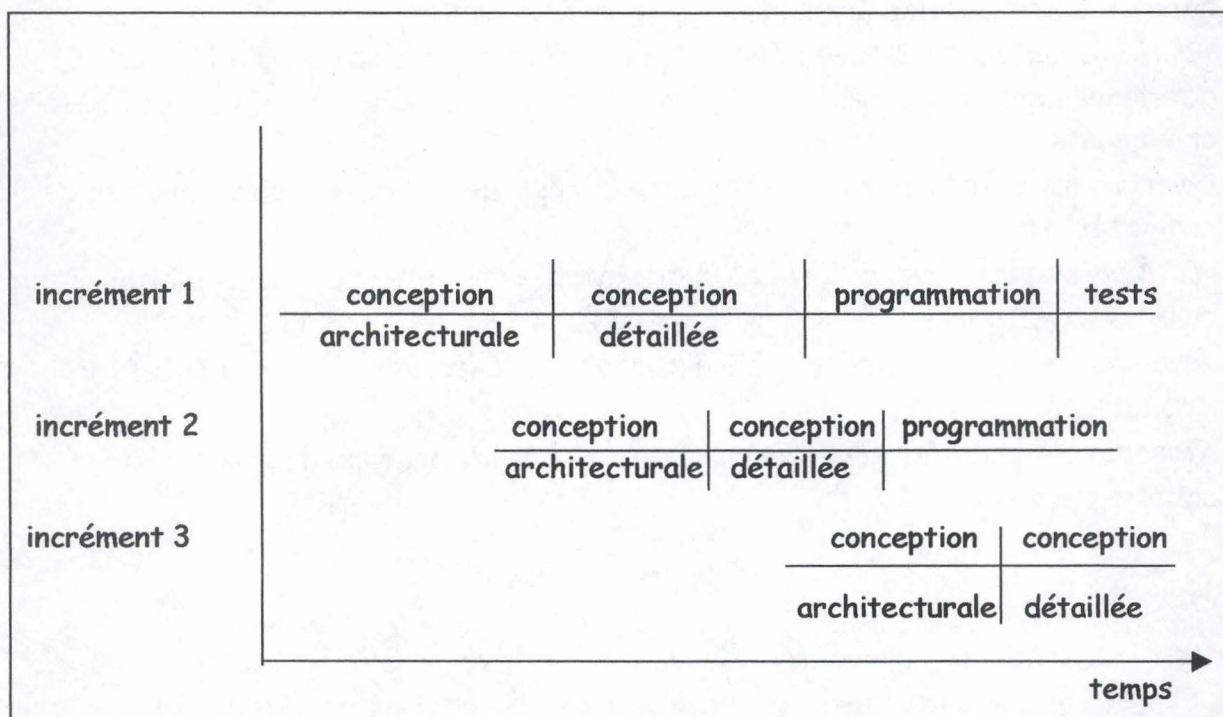 incrément 1 conception conception programmation tests
architecturale détaillée
incrément 2 conception conception programmation
architecturale détaillée
incrément 3 conception conception
architecturale détaillée
temps